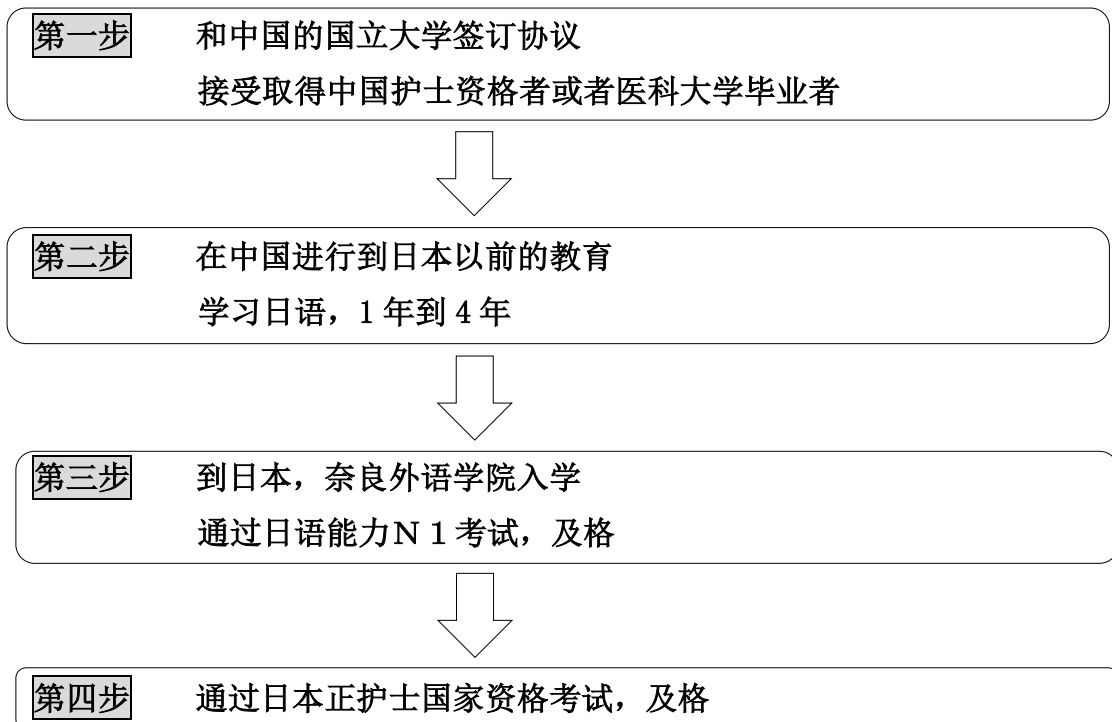 第一步 和中国的国立大学签订协议
接受取得中国护士资格者或者医科大学毕业者
第二步 在中国进行到日本以前的教育
学习日语，1年到4年
第三步 到日本，奈良外语学院入学
通过日语能力N1考试，及格
第四步 通过日本正护士国家资格考试，及格